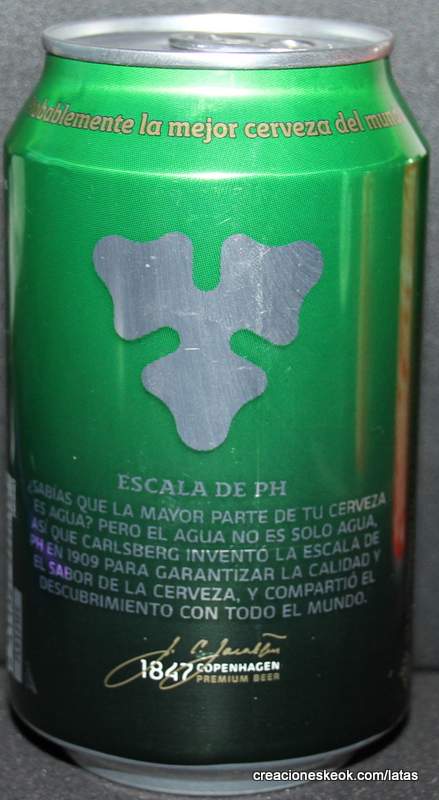 obablemente la mejor cerveza del mun
ESCALA DE PH
¿SABÍAS QUE LA MAYOR PARTE DE TU CERVEZA
ES AGUA? PERO EL AGUA NO ES SOLO AGUA,
ASÍ QUE CARLSBERG INVENTÓ LA ESCALA DE
PH EN 1909 PARA GARANTIZAR LA CALIDAD Y
EL SABOR DE LA CERVEZA, Y COMPARTIÓ EL
DESCUBRIMIENTO CON TODO EL MUNDO.
J. C. Jacobsen
1847 COPENHAGEN
PREMIUM BEER
creacioneskeok.com/latas